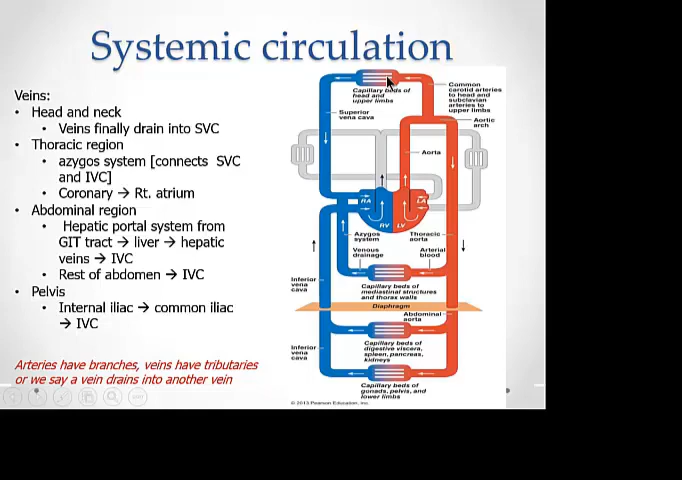 Systemic circulation
Veins:
• Head and neck
• Veins finally drain into SVC
• Thoracic region
• azygos system [connects SVC
and IVC]
• Coronary → Rt. atrium
• Abdominal region
• Hepatic portal system from
GIT tract → liver → hepatic
veins → IVC
• Rest of abdomen → IVC
• Pelvis
• Internal iliac → common iliac
→ IVC
Arteries have branches, veins have tributaries
or we say a vein drains into another vein
Capillary beds of
head and
upper limbs
Common
carotid arteries
to head and
subclavian
arteries to
upper limbs
Superior
vena cava
Aortic
arch
Aorta
RA
LA
RV
LV
Azygos
system
Thoracic
aorta
Venous
drainage
Arterial
blood
Inferior
vena
cava
Capillary beds of
mediastinal structures
and thorax walls
Diaphragm
Abdominal
aorta
Inferior
vena
cava
Capillary beds of
digestive viscera,
spleen, pancreas,
kidneys
Capillary beds of
gonads, pelvis, and
lower limbs
© 2013 Pearson Education, Inc.